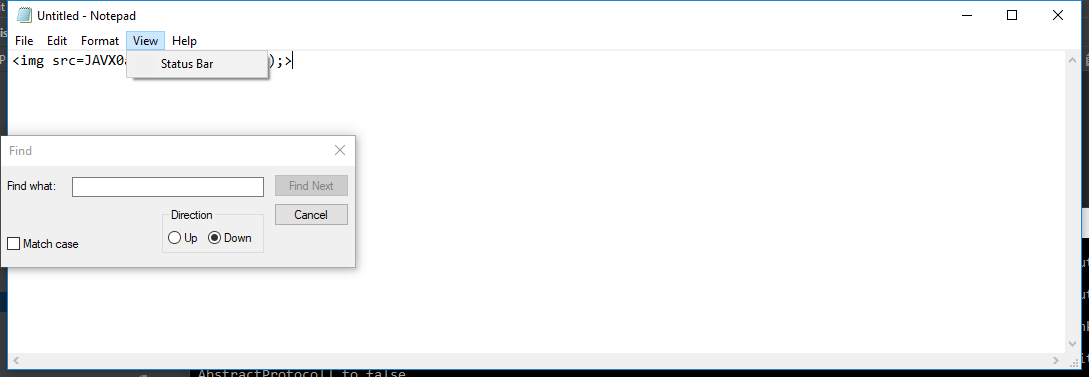 Untitled - Notepad
File Edit Format View Help
<img src=JAVX0 );>
Status Bar
Find
Find what:
Find Next
Direction
Cancel
Up Down
Match case
AbstractProtocol] to false